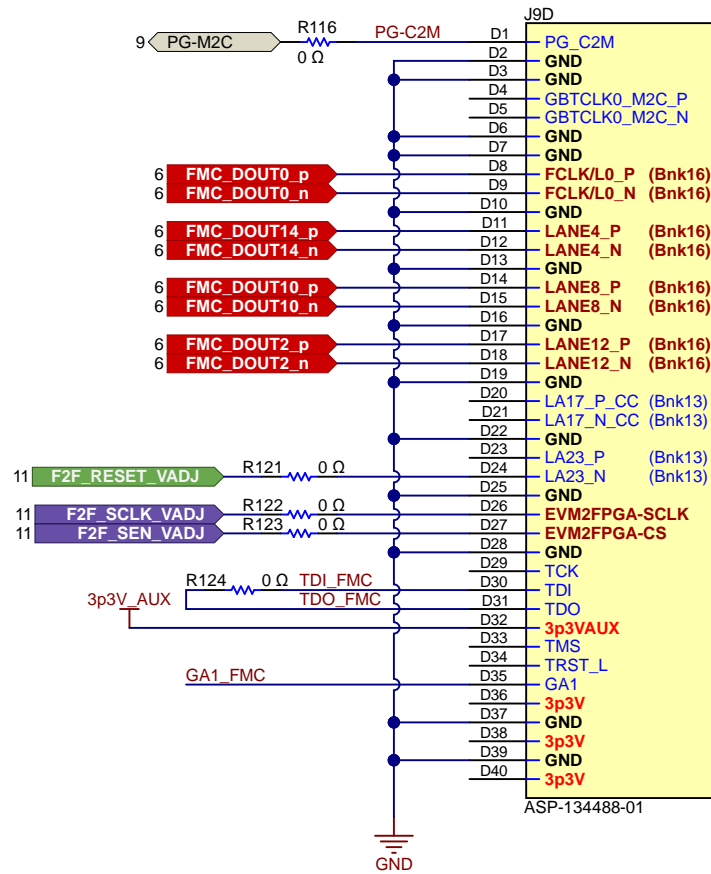 J9D
R116 PG-C2M D1 PG_C2M
9 PG-M2C
0 Ω
D2 GND
D3 GND
D4 GBTCLK0_M2C_P
D5 GBTCLK0_M2C_N
D6 GND
D7 GND
6 FMC_DOUT0_p D8 FCLK/L0_P (Bnk16)
6 FMC_DOUT0_n D9 FCLK/L0_N (Bnk16)
D10 GND
6 FMC_DOUT14_p D11 LANE4_P (Bnk16)
6 FMC_DOUT14_n D12 LANE4_N (Bnk16)
D13 GND
6 FMC_DOUT10_p D14 LANE8_P (Bnk16)
6 FMC_DOUT10_n D15 LANE8_N (Bnk16)
D16 GND
6 FMC_DOUT2_p D17 LANE12_P (Bnk16)
6 FMC_DOUT2_n D18 LANE12_N (Bnk16)
D19 GND
D20 LA17_P_CC (Bnk13)
D21 LA17_N_CC (Bnk13)
D22 GND
D23 LA23_P (Bnk13)
11 F2F_RESET_VADJ R121 0 Ω D24 LA23_N (Bnk13)
D25 GND
11 F2F_SCLK_VADJ R122 0 Ω D26 EVM2FPGA-SCLK
11 F2F_SEN_VADJ R123 0 Ω D27 EVM2FPGA-CS
D28 GND
D29 TCK
R124 0 Ω TDI_FMC D30 TDI
3p3V_AUX TDO_FMC D31 TDO
D32 3p3VAUX
D33 TMS
D34 TRST_L
GA1_FMC D35 GA1
D36 3p3V
D37 GND
D38 3p3V
D39 GND
D40 3p3V
ASP-134488-01
GND